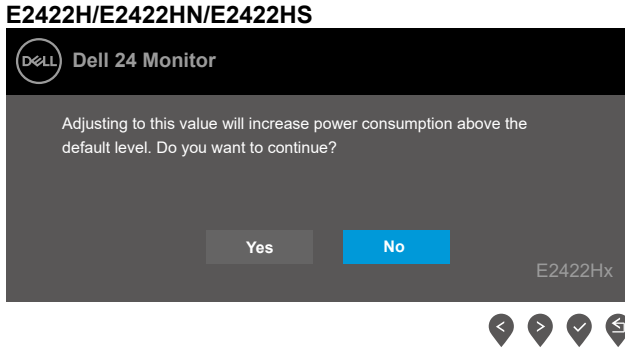 E2422H/E2422HN/E2422HS
DELL Dell 24 Monitor
Adjusting to this value will increase power consumption above the
default level. Do you want to continue?
Yes No
E2422Hx